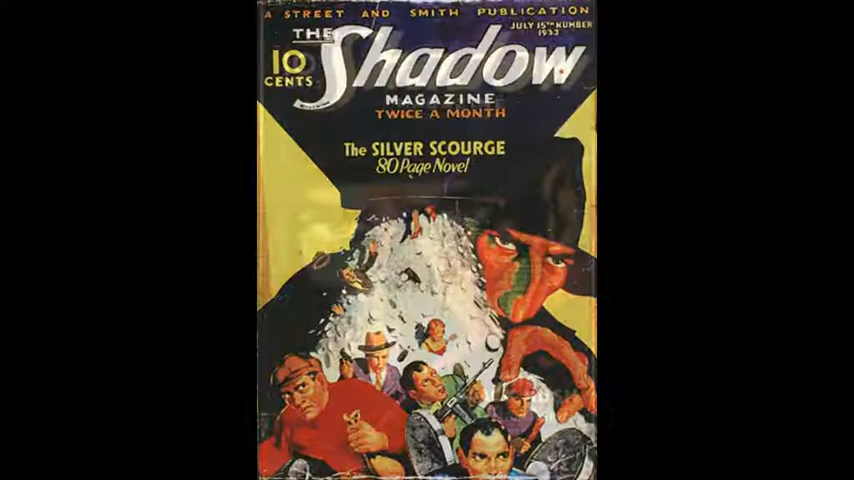 A STREET AND SMITH PUBLICATION
JULY 15TH NUMBER
1933
THE
Shadow
10
CENTS
MAGAZINE
TWICE A MONTH
The SILVER SCOURGE
80 Page Novel